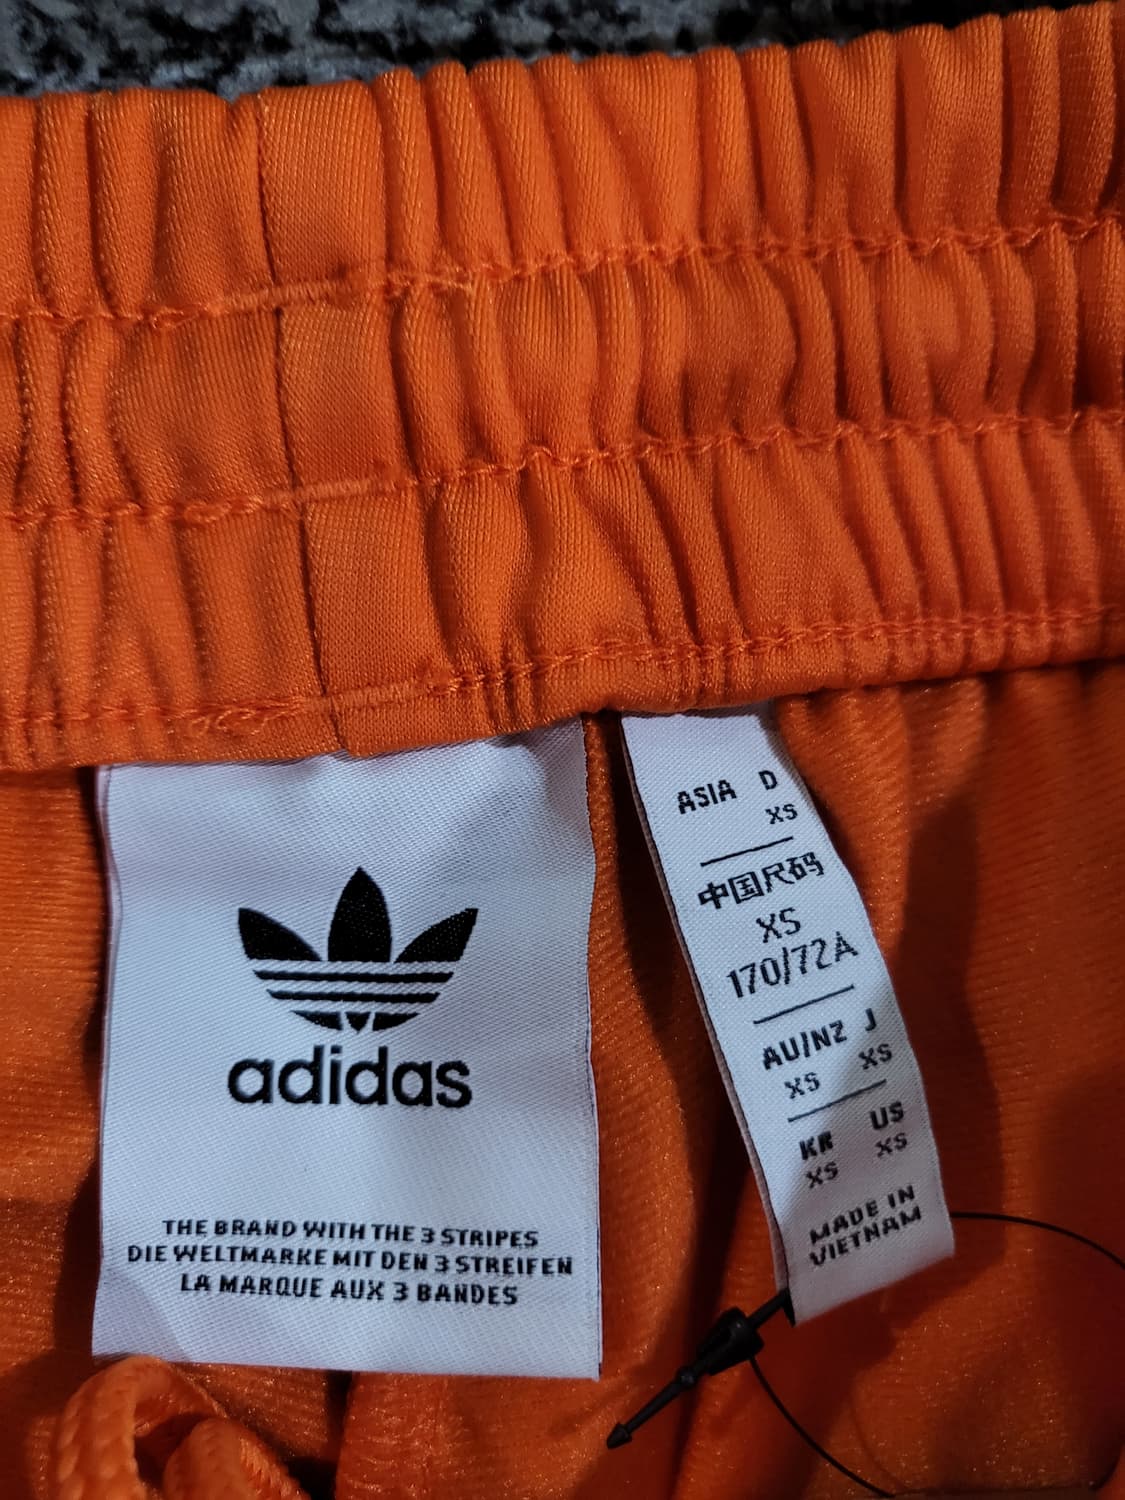 adidas
THE BRAND WITH THE 3 STRIPES
DIE WELTMARKE MIT DEN 3 STREIFEN
LA MARQUE AUX 3 BANDES
ASIA D
XS
中国尺码
XS
170/72A
AU/NZ J
XS XS
KR US
XS XS
MADE IN
VIETNAM